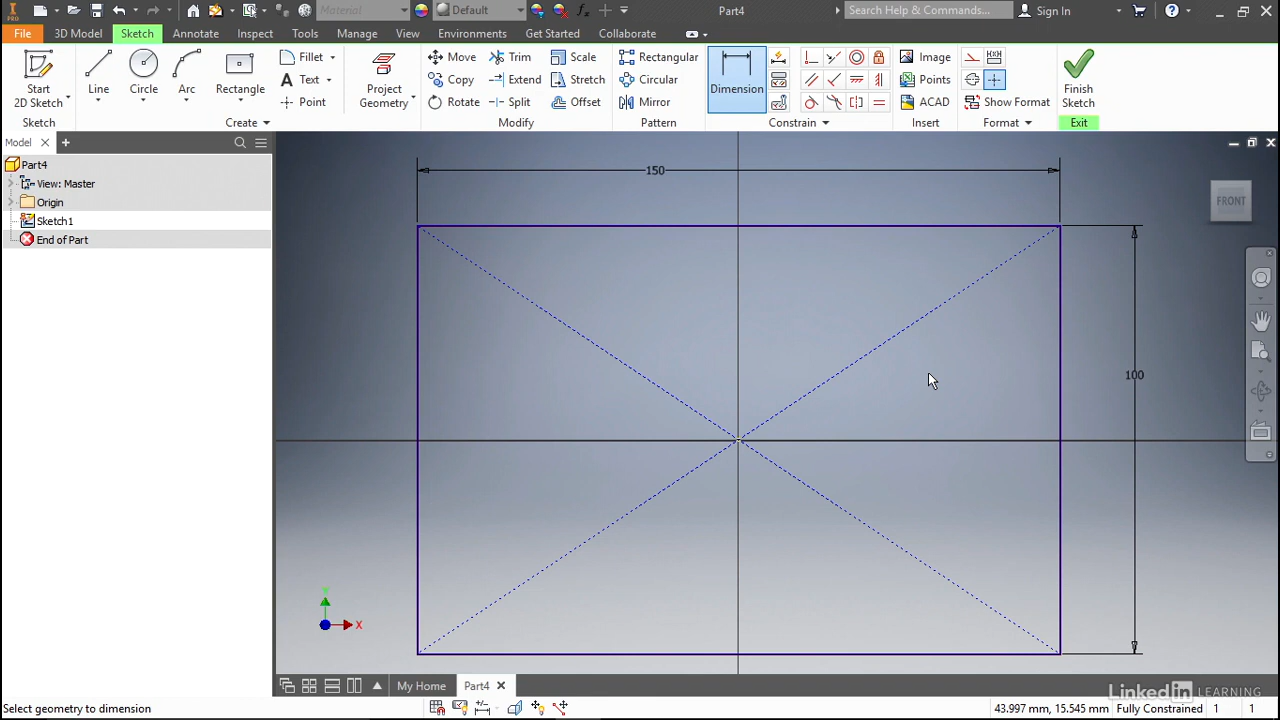 Material
Default
Part4
Search Help & Commands...
Sign In
PRO
File
3D Model
Sketch
Annotate
Inspect
Tools
Manage
View
Environments
Get Started
Collaborate
Start
2D Sketch
Line
Circle
Arc
Rectangle
Fillet
Text
Point
Project
Geometry
Move
Trim
Scale
Copy
Extend
Stretch
Rotate
Split
Offset
Rectangular
Circular
Mirror
Dimension
Image
Points
ACAD
Show Format
Finish
Sketch
Sketch
Create
Modify
Pattern
Constrain
Insert
Format
Exit
Model
Part4
View: Master
Origin
Sketch1
End of Part
150
100
FRONT
Y
X
My Home
Part4
LinkedIn LEARNING
Select geometry to dimension
43.997 mm, 15.545 mm
Fully Constrained
1
1